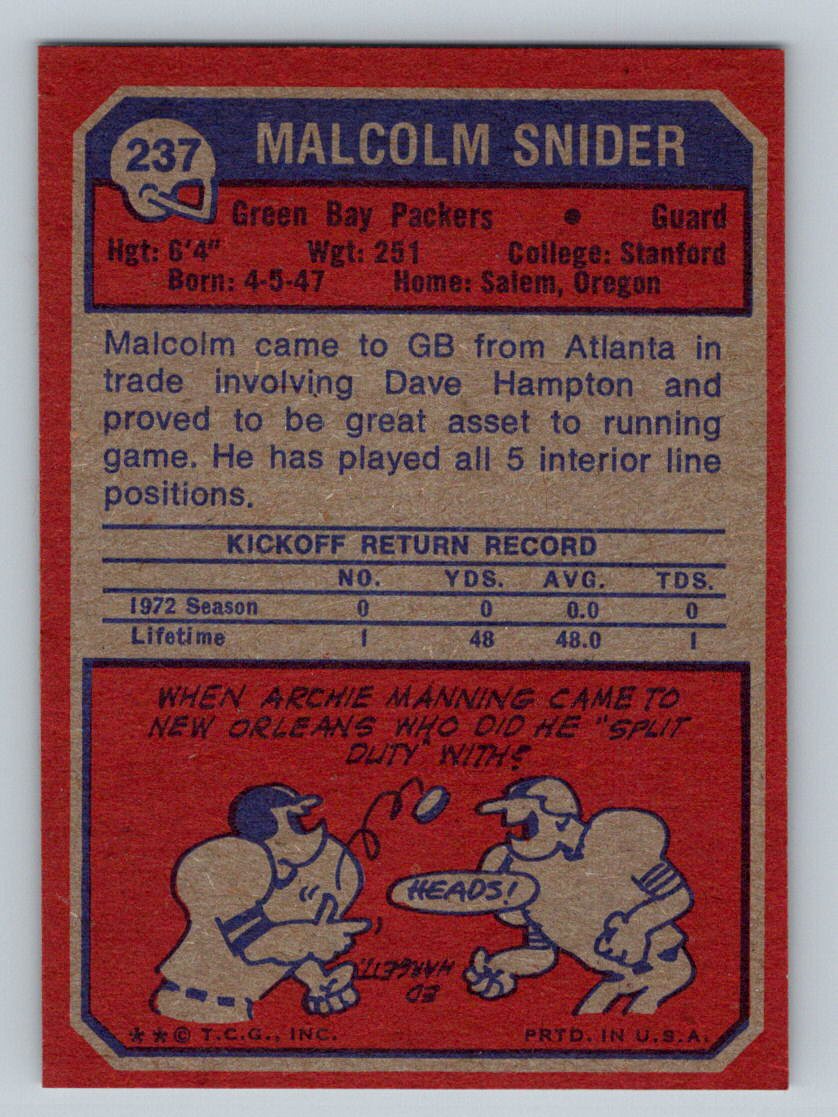 237
MALCOLM SNIDER
Green Bay Packers • Guard
Hgt: 6'4" Wgt: 251 College: Stanford
Born: 4-5-47 Home: Salem, Oregon
Malcolm came to GB from Atlanta in
trade involving Dave Hampton and
proved to be great asset to running
game. He has played all 5 interior line
positions.
KICKOFF RETURN RECORD
NO. YDS. AVG. TDS.
1972 Season 0 0 0.0 0
Lifetime 1 48 48.0 1
WHEN ARCHIE MANNING CAME TO
NEW ORLEANS WHO DID HE "SPLIT
DUTY" WITH?
HEADS!
ED
HARGETT.
**© T.C.G., INC. PRTD. IN U.S.A.